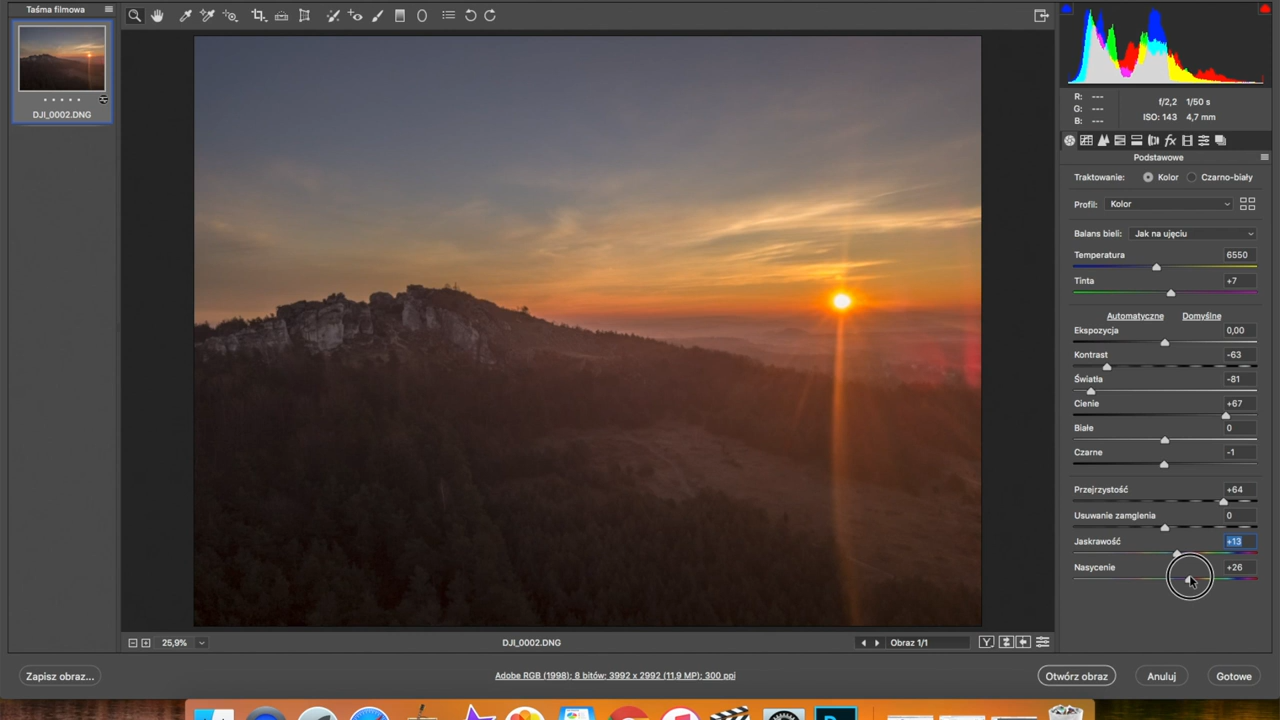 Taśma filmowa
DJI_0002.DNG
R: ---
G: ---
B: ---
f/2,2 1/50 s
ISO: 143 4,7 mm
fx
Podstawowe
Traktowanie: Kolor Czarno-biały
Profil: Kolor
Balans bieli: Jak na ujęciu
Temperatura 6550
Tinta +7
Automatyczne Domyślne
Ekspozycja 0,00
Kontrast -63
Światła -81
Cienie +67
Białe 0
Czarne -1
Przejrzystość +64
Usuwanie zamglenia 0
Jaskrawość +13
Nasycenie +26
25,9% DJI_0002.DNG Obraz 1/1 Y
Zapisz obraz... Adobe RGB (1998); 8 bitów; 3992 x 2992 (11,9 MP); 300 ppi Otwórz obraz Anuluj Gotowe